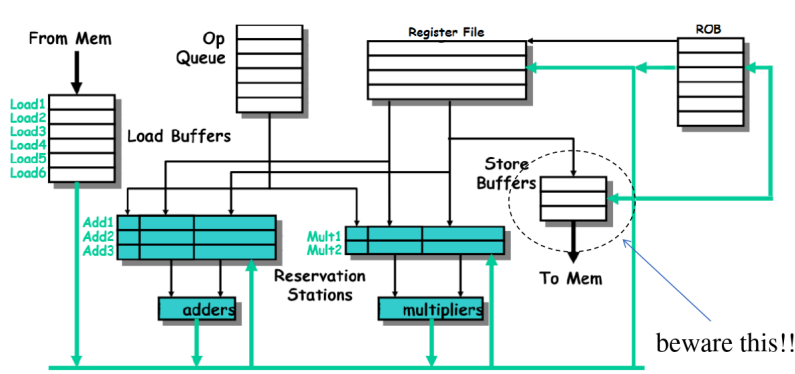 From Mem
Op
Queue
Register File
ROB
Load1
Load2
Load3
Load4
Load5
Load6
Load Buffers
Store
Buffers
Add1
Add2
Add3
Mult1
Mult2
Reservation
Stations
To Mem
adders
multipliers
beware this!!